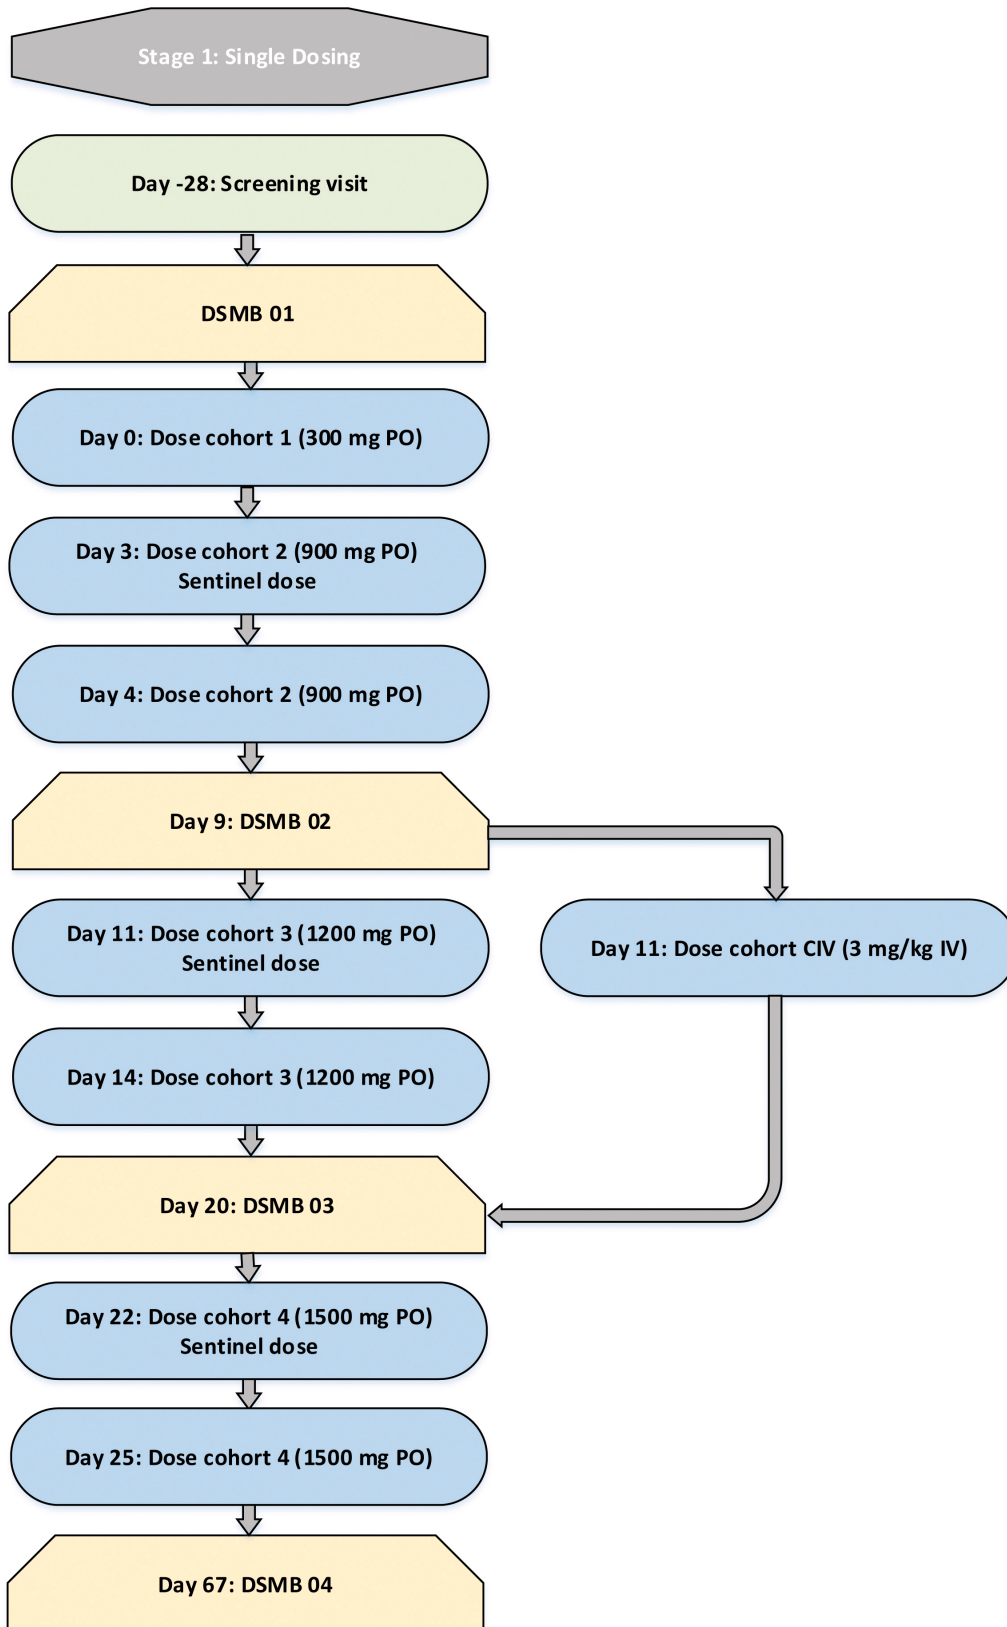 Stage 1: Single Dosing
Day -28: Screening visit
DSMB 01
Day 0: Dose cohort 1 (300 mg PO)
Day 3: Dose cohort 2 (900 mg PO)
Sentinel dose
Day 4: Dose cohort 2 (900 mg PO)
Day 9: DSMB 02
Day 11: Dose cohort 3 (1200 mg PO)
Sentinel dose
Day 11: Dose cohort CIV (3 mg/kg IV)
Day 14: Dose cohort 3 (1200 mg PO)
Day 20: DSMB 03
Day 22: Dose cohort 4 (1500 mg PO)
Sentinel dose
Day 25: Dose cohort 4 (1500 mg PO)
Day 67: DSMB 04